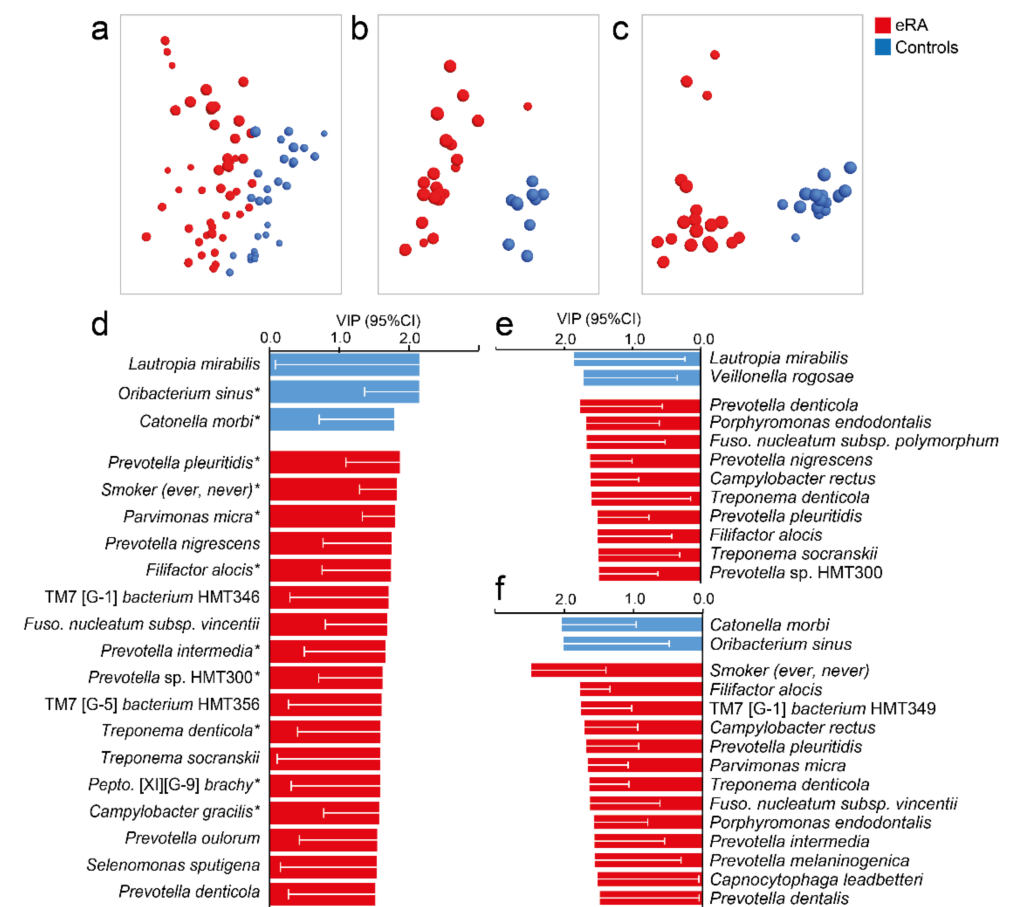 a
b
c
eRA
Controls
d
VIP (95%CI)
0.0 1.0 2.0
Lautropia mirabilis
Oribacterium sinus*
Catonella morbi*
Prevotella pleuritidis*
Smoker (ever, never)*
Parvimonas micra*
Prevotella nigrescens
Filifactor alocis*
TM7 [G-1] bacterium HMT346
Fuso. nucleatum subsp. vincentii
Prevotella intermedia*
Prevotella sp. HMT300*
TM7 [G-5] bacterium HMT356
Treponema denticola*
Treponema socranskii
Pepto. [XI][G-9] brachy*
Campylobacter gracilis*
Prevotella oulorum
Selenomonas sputigena
Prevotella denticola
e
VIP (95%CI)
2.0 1.0 0.0
Lautropia mirabilis
Veillonella rogosae
Prevotella denticola
Porphyromonas endodontalis
Fuso. nucleatum subsp. polymorphum
Prevotella nigrescens
Campylobacter rectus
Treponema denticola
Prevotella pleuritidis
Filifactor alocis
Treponema socranskii
Prevotella sp. HMT300
f
2.0 1.0 0.0
Catonella morbi
Oribacterium sinus
Smoker (ever, never)
Filifactor alocis
TM7 [G-1] bacterium HMT349
Campylobacter rectus
Prevotella pleuritidis
Parvimonas micra
Treponema denticola
Fuso. nucleatum subsp. vincentii
Porphyromonas endodontalis
Prevotella intermedia
Prevotella melaninogenica
Capnocytophaga leadbetteri
Prevotella dentalis